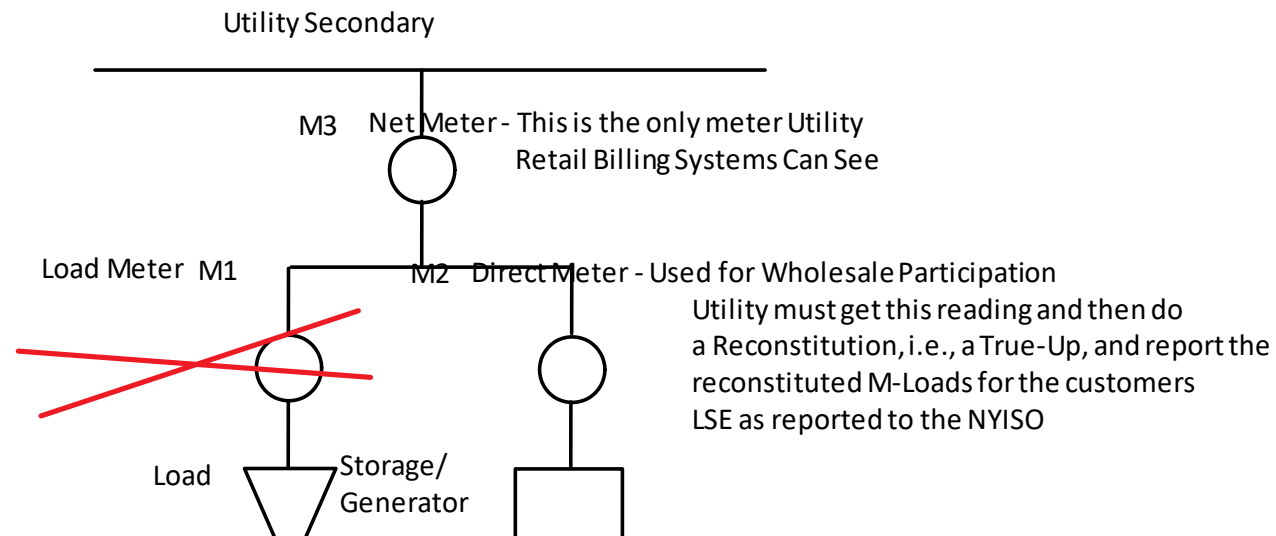 Utility Secondary
M3 Net Meter - This is the only meter Utility
Retail Billing Systems Can See
Load Meter M1
M2 Direct Meter - Used for Wholesale Participation
Utility must get this reading and then do
a Reconstitution, i.e., a True-Up, and report the
reconstituted M-Loads for the customers
LSE as reported to the NYISO
Load
Storage/
Generator